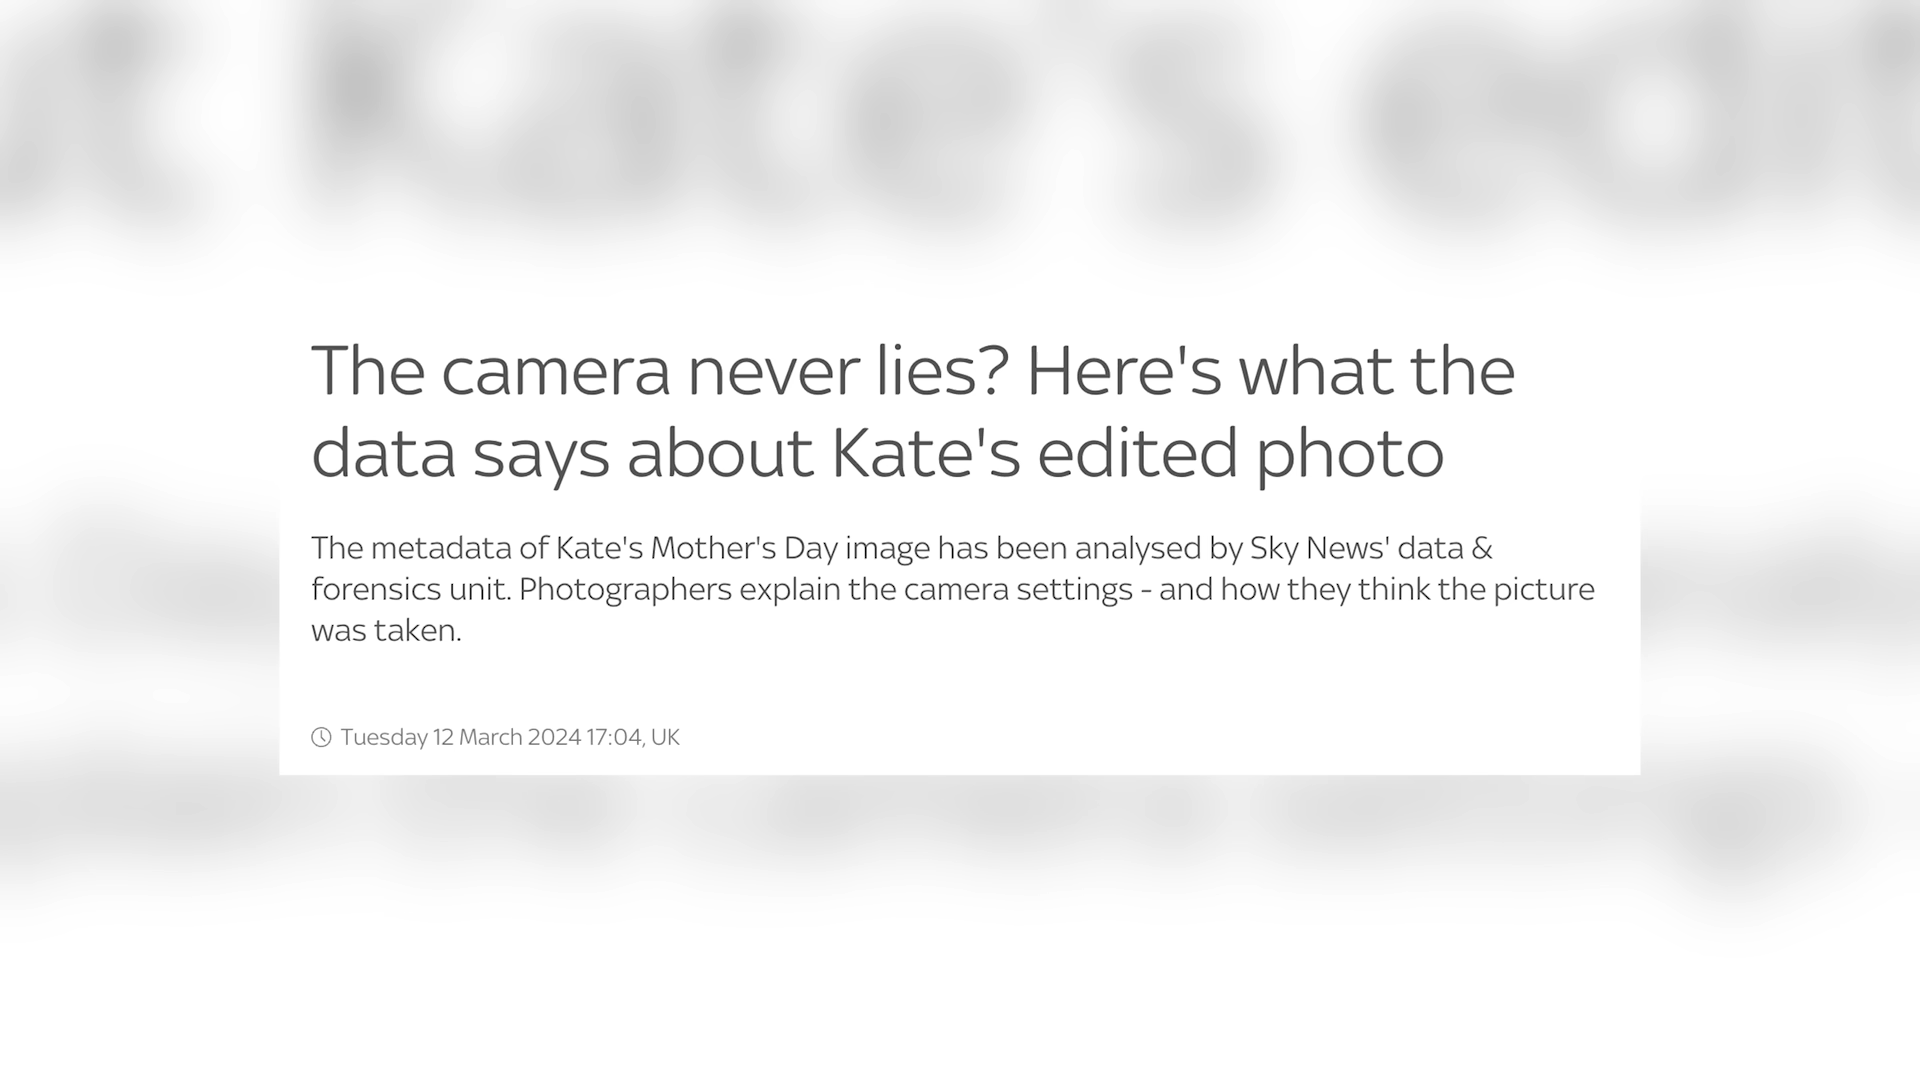 The camera never lies? Here's what the
data says about Kate's edited photo
The metadata of Kate's Mother's Day image has been analysed by Sky News' data &
forensics unit. Photographers explain the camera settings - and how they think the picture
was taken.
Tuesday 12 March 2024 17:04, UK